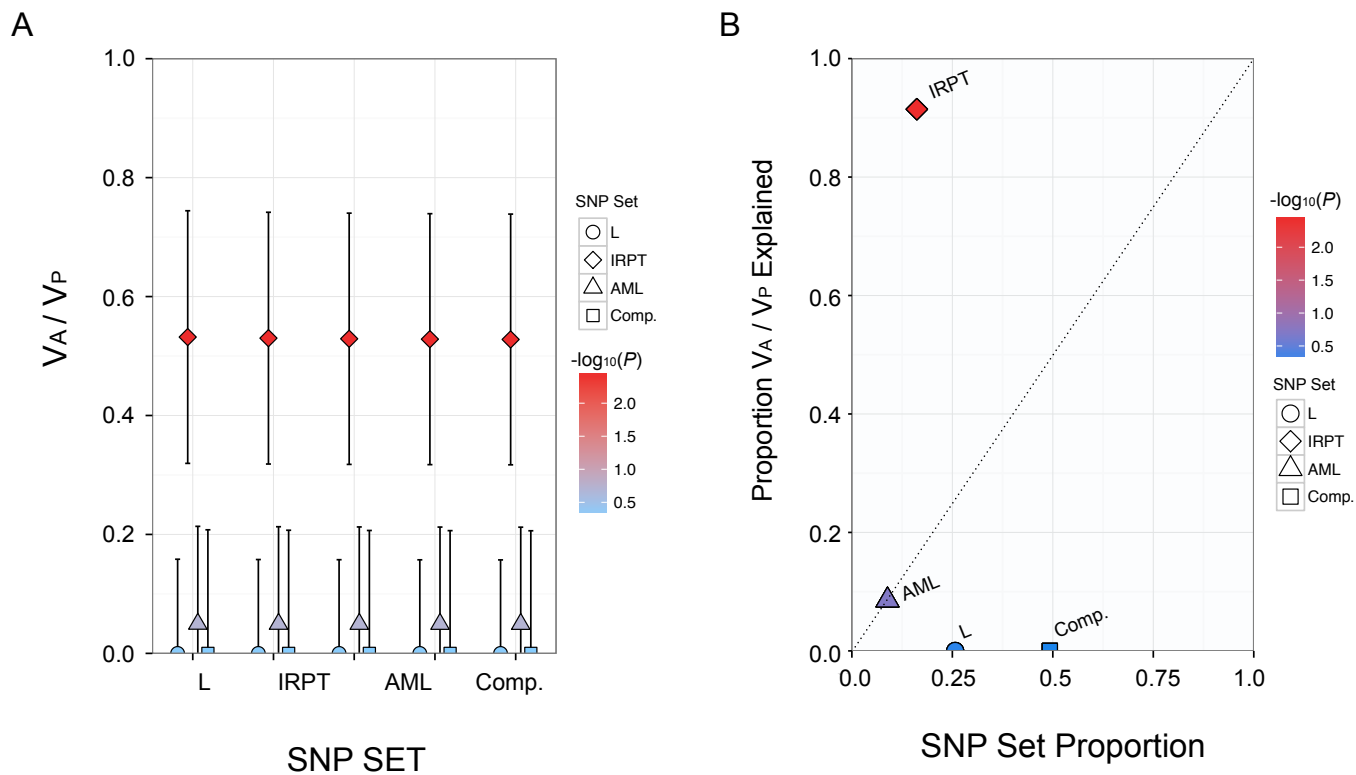 A
1.0
0.8
0.6
0.4
0.2
0.0
VA / VP
L
IRPT
AML
Comp.
SNP SET
SNP Set
L
IRPT
AML
Comp.
-log₁₀(P)
2.0
1.5
1.0
0.5
B
1.0
0.8
0.6
0.4
0.2
0.0
Proportion VA / VP Explained
IRPT
AML
L
Comp.
0.0
0.25
0.5
0.75
1.0
SNP Set Proportion
-log₁₀(P)
2.0
1.5
1.0
0.5
SNP Set
L
IRPT
AML
Comp.